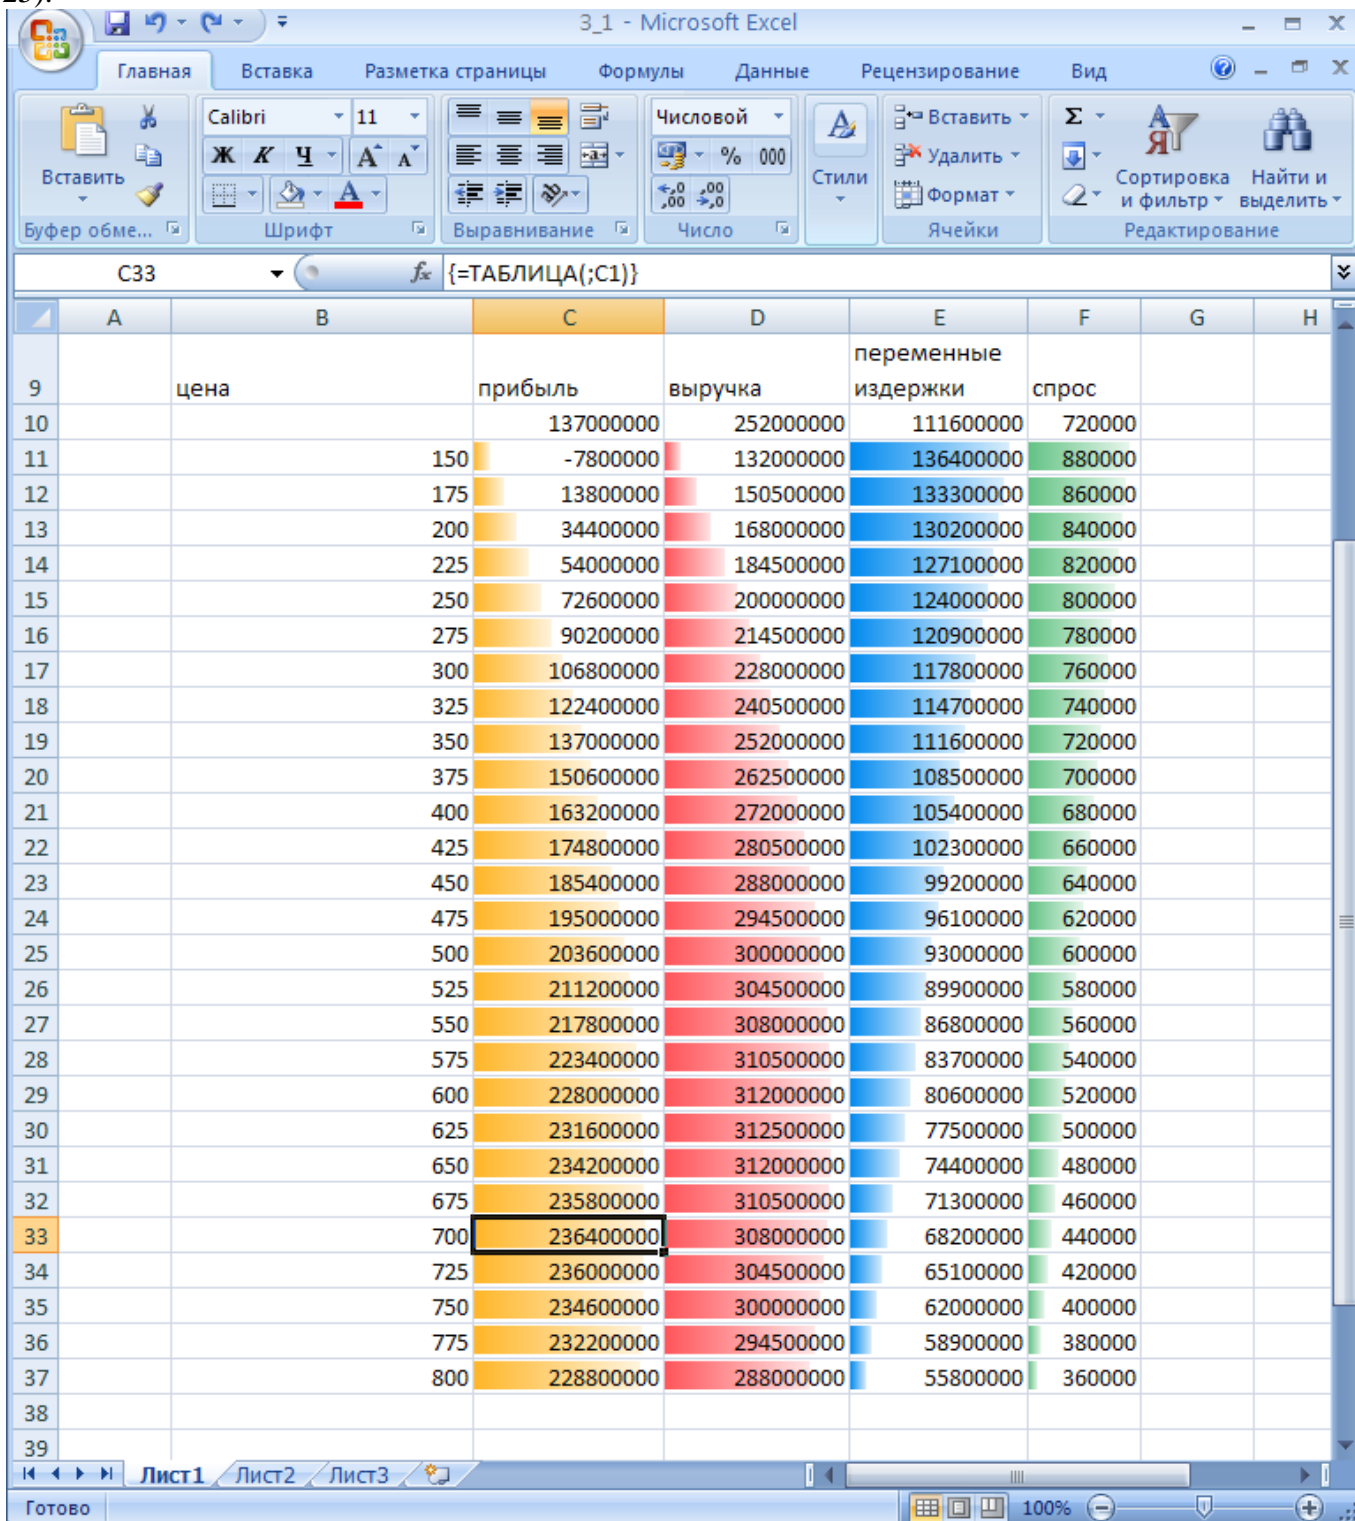 25).
3_1 - Microsoft Excel
Главная Вставка Разметка страницы Формулы Данные Рецензирование Вид
Calibri 11 Числовой Вставить
Ж К Ч А А % 000 Удалить
Вставить Стили Сортировка Найти и
А ,0 ,00 ,00 ,0 Формат и фильтр выделить
Буфер обме... Шрифт Выравнивание Число Ячейки Редактирование
C33 fx {=ТАБЛИЦА(;C1)}
A B C D E F G H
переменные
9 цена прибыль выручка издержки спрос
10 137000000 252000000 111600000 720000
11 150 -7800000 132000000 136400000 880000
12 175 13800000 150500000 133300000 860000
13 200 34400000 168000000 130200000 840000
14 225 54000000 184500000 127100000 820000
15 250 72600000 200000000 124000000 800000
16 275 90200000 214500000 120900000 780000
17 300 106800000 228000000 117800000 760000
18 325 122400000 240500000 114700000 740000
19 350 137000000 252000000 111600000 720000
20 375 150600000 262500000 108500000 700000
21 400 163200000 272000000 105400000 680000
22 425 174800000 280500000 102300000 660000
23 450 185400000 288000000 99200000 640000
24 475 195000000 294500000 96100000 620000
25 500 203600000 300000000 93000000 600000
26 525 211200000 304500000 89900000 580000
27 550 217800000 308000000 86800000 560000
28 575 223400000 310500000 83700000 540000
29 600 228000000 312000000 80600000 520000
30 625 231600000 312500000 77500000 500000
31 650 234200000 312000000 74400000 480000
32 675 235800000 310500000 71300000 460000
33 700 236400000 308000000 68200000 440000
34 725 236000000 304500000 65100000 420000
35 750 234600000 300000000 62000000 400000
36 775 232200000 294500000 58900000 380000
37 800 228800000 288000000 55800000 360000
38
39
Лист1 Лист2 Лист3
Готово 100%